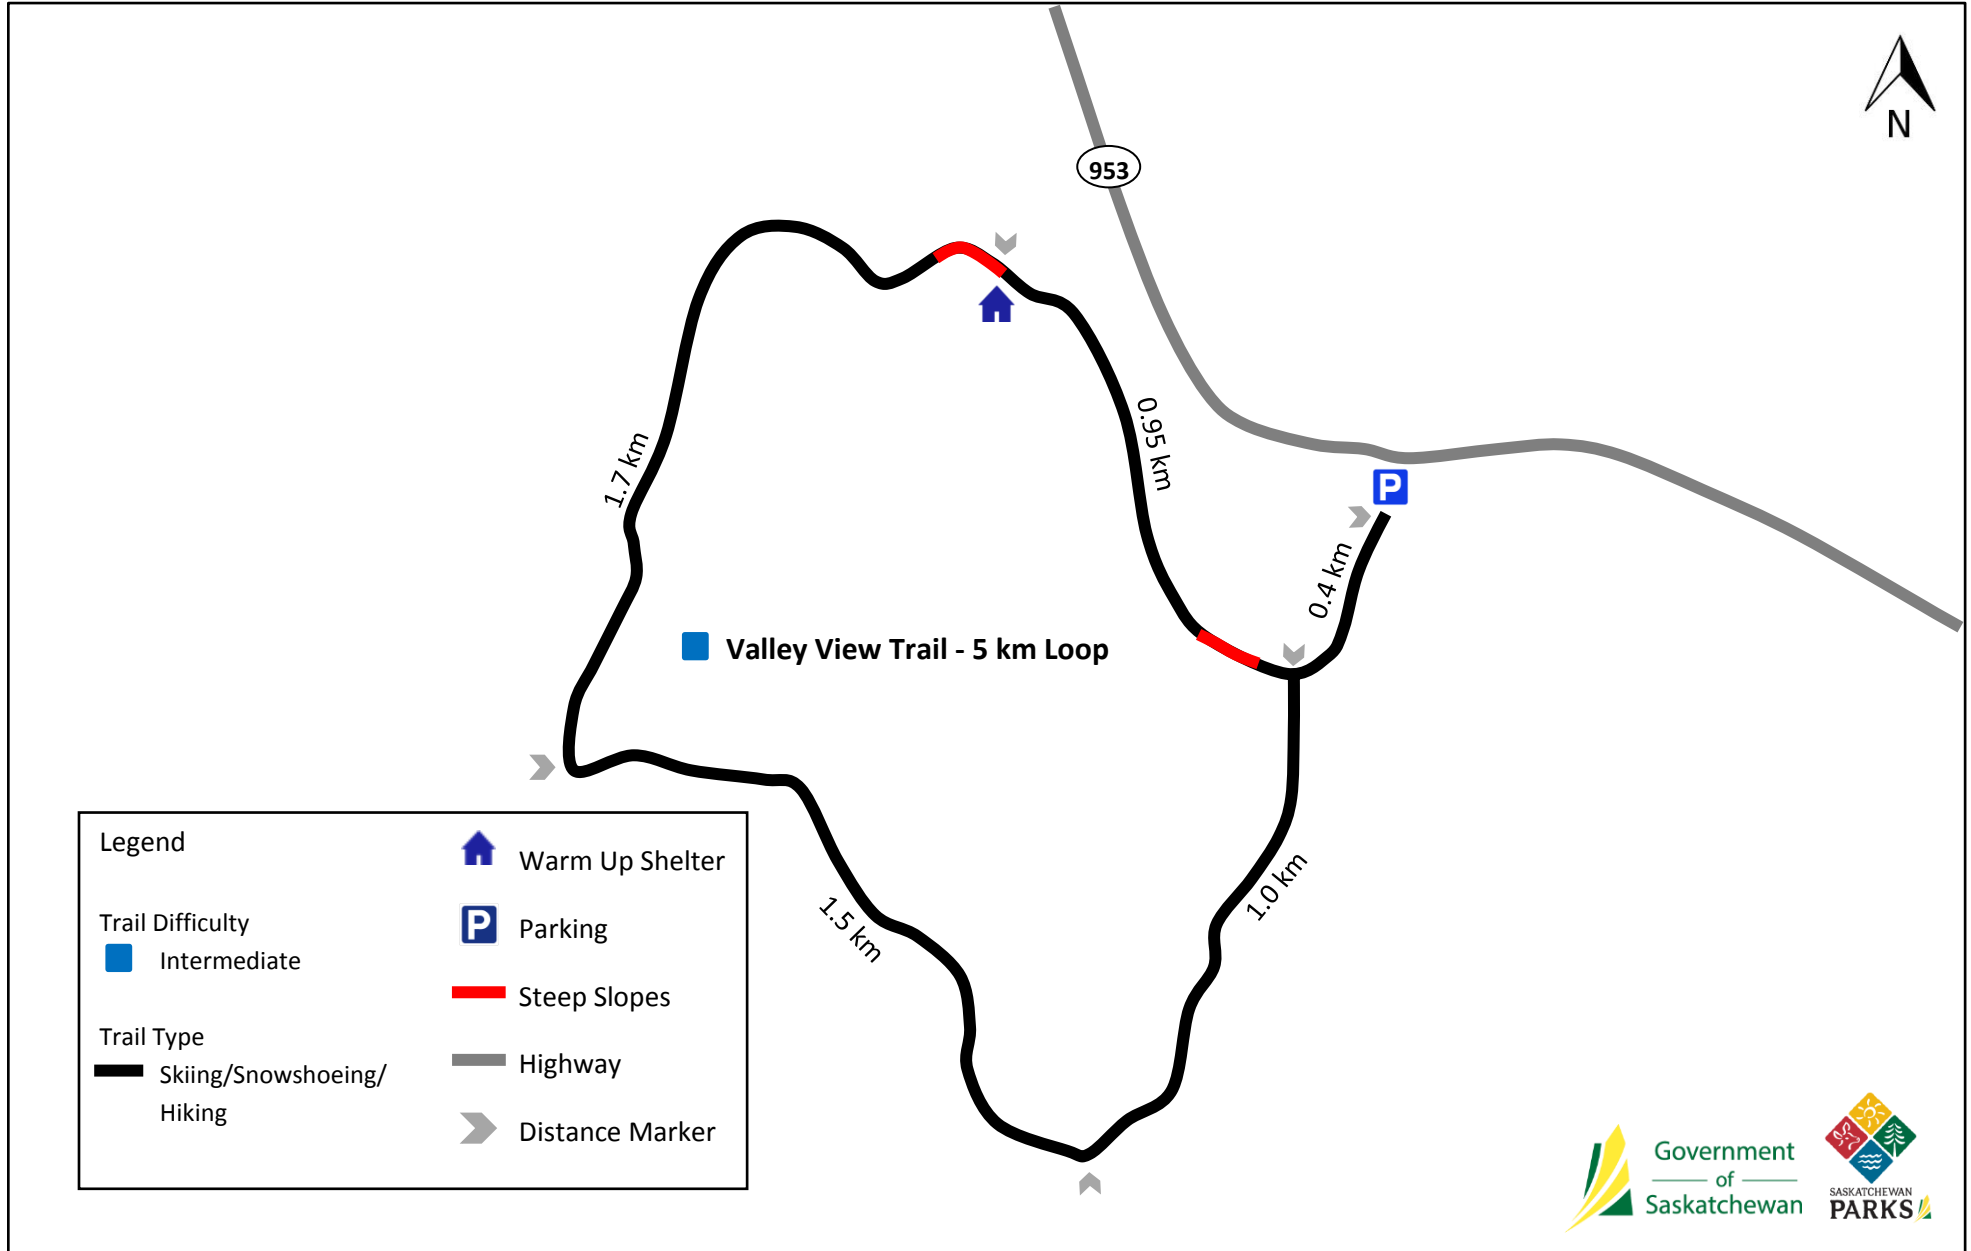 N
953
0.95 km
1.7 km
P
0.4 km
Valley View Trail - 5 km Loop
1.0 km
1.5 km
Legend
Trail Difficulty
Intermediate
Trail Type
Skiing/Snowshoeing/
Hiking
Warm Up Shelter
P
Parking
Steep Slopes
Highway
Distance Marker
Government
of
Saskatchewan
SASKATCHEWAN
PARKS